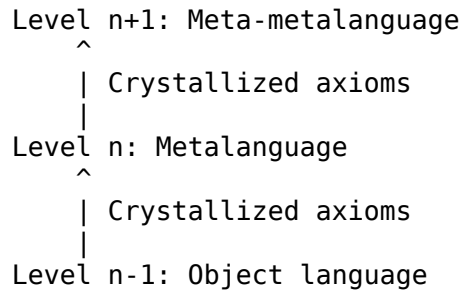 Level n+1: Meta-metalanguage
^
| Crystallized axioms
|
Level n: Metalanguage
^
| Crystallized axioms
|
Level n-1: Object language